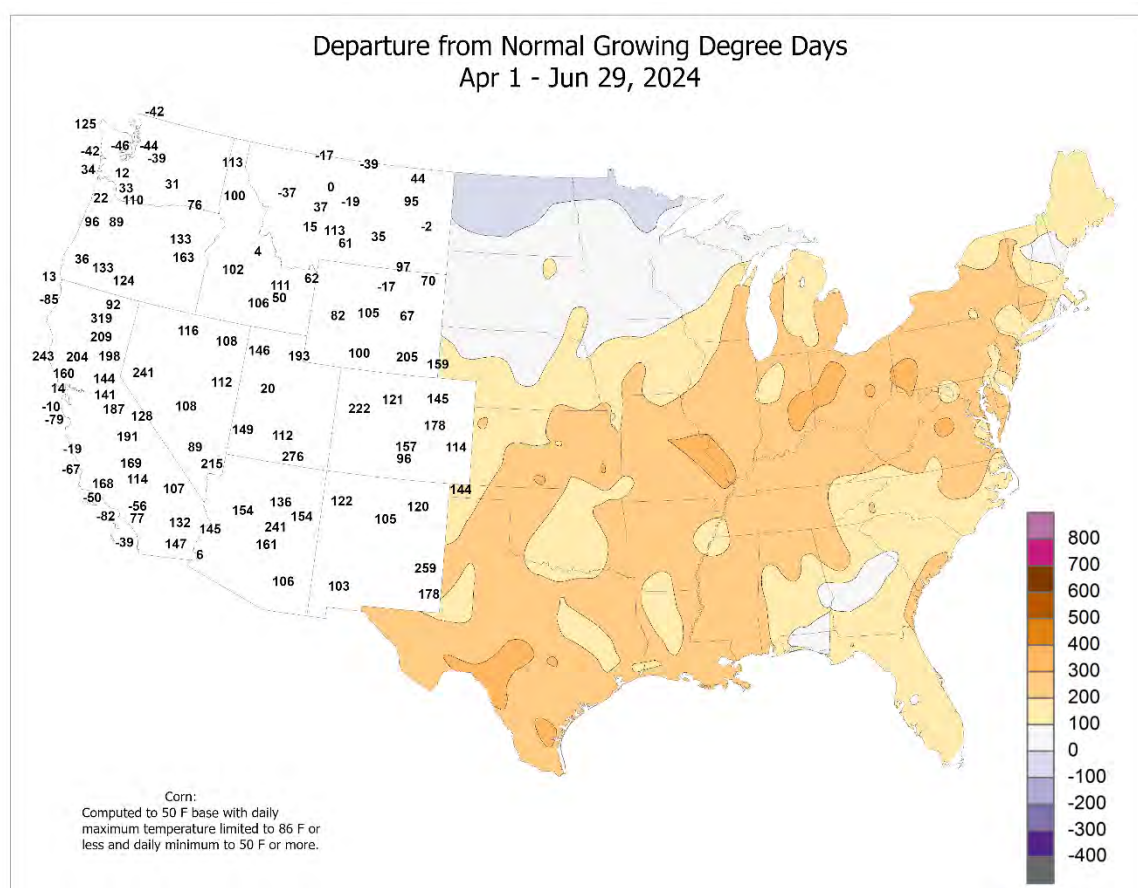 Departure from Normal Growing Degree Days
Apr 1 - Jun 29, 2024
-42
125
-42 -46 -44
-39
-17
-39
34 12 113 44
33 31 -37 0
22 110 76 100 37 -19 95
96 89 15 113 -2
133 61 35
163 4
36 133 102 97
13 124 111 62 -17 70
-85 92 106 50
319 82 105 67
209 116 108
243 204 198 146 193 100 205
160 144 241 159
14 141 112 20 121 145
-10 187 108 222
-79 128 178
191 149 112 157 114
-19 89 276 96
-67 169 215
168 114 107 144
-50 136 122 120
-82 -56 154 154
77 132 145 241 105
-39 147 6 161
106 103 259
178
800
700
600
500
400
300
200
100
0
-100
-200
-300
-400
Corn:
Computed to 50 F base with daily
maximum temperature limited to 86 F or
less and daily minimum to 50 F or more.